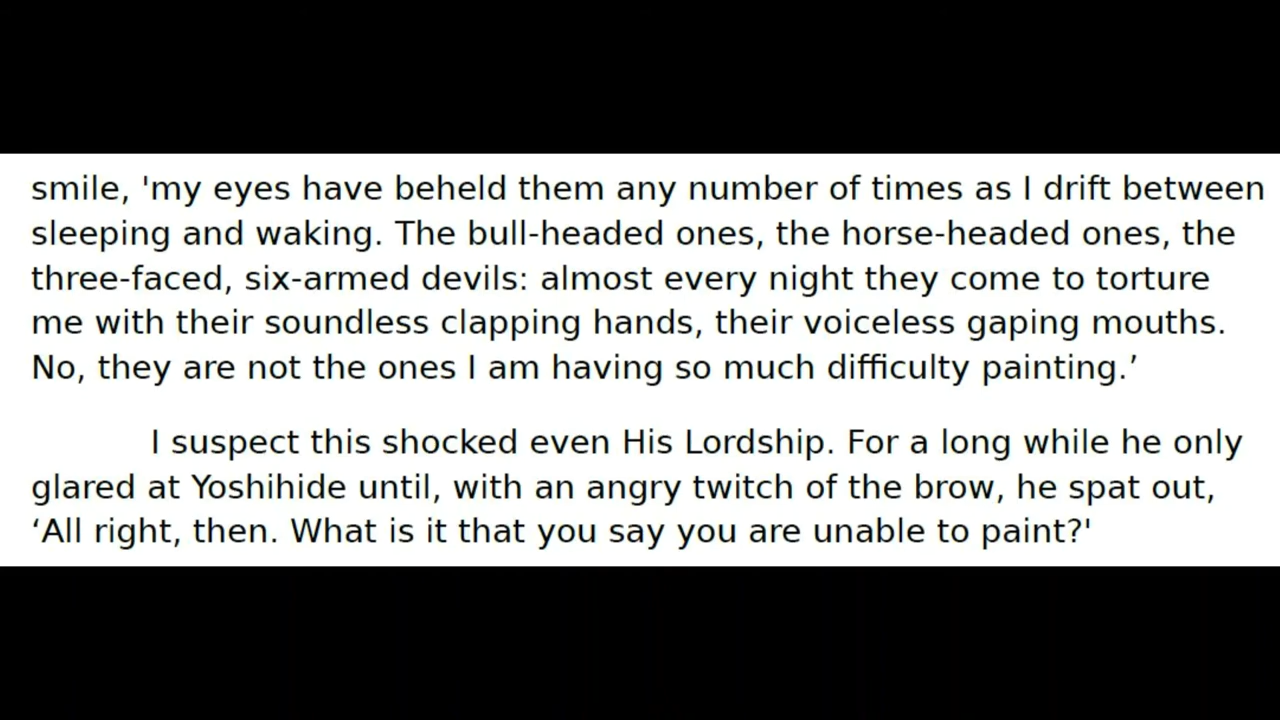 smile, 'my eyes have beheld them any number of times as I drift between
sleeping and waking. The bull-headed ones, the horse-headed ones, the
three-faced, six-armed devils: almost every night they come to torture
me with their soundless clapping hands, their voiceless gaping mouths.
No, they are not the ones I am having so much difficulty painting.’
I suspect this shocked even His Lordship. For a long while he only
glared at Yoshihide until, with an angry twitch of the brow, he spat out,
‘All right, then. What is it that you say you are unable to paint?'